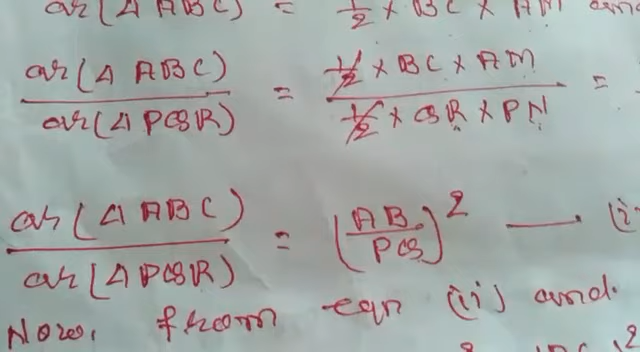 ar(Δ ABC) = 1/2 × BC × AM and
ar(Δ ABC) / ar(Δ PQR) = (1/2 × BC × AM) / (1/2 × QR × PN) =
ar(Δ ABC) / ar(Δ PQR) = (AB/PQ)² — (i
Now, from eqn (ii) and